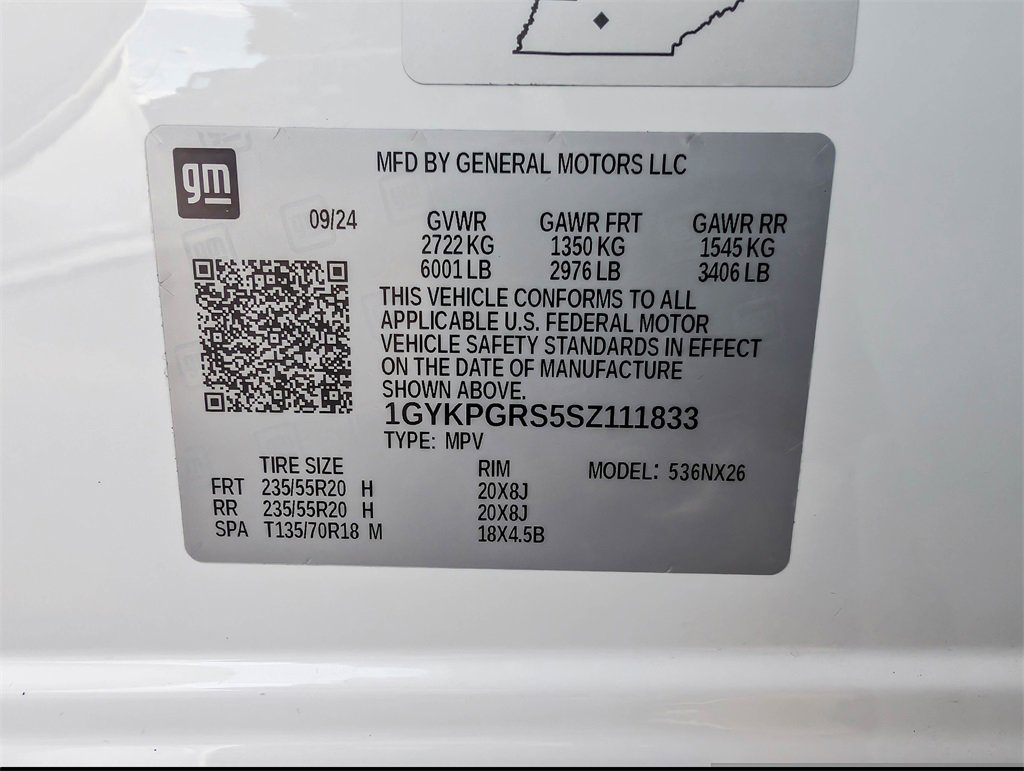 gm
MFD BY GENERAL MOTORS LLC
09/24 GVWR GAWR FRT GAWR RR
2722 KG 1350 KG 1545 KG
6001 LB 2976 LB 3406 LB
THIS VEHICLE CONFORMS TO ALL
APPLICABLE U.S. FEDERAL MOTOR
VEHICLE SAFETY STANDARDS IN EFFECT
ON THE DATE OF MANUFACTURE
SHOWN ABOVE.
1GYKPGRS5SZ111833
TYPE: MPV
TIRE SIZE RIM MODEL: 536NX26
FRT 235/55R20 H 20X8J
RR 235/55R20 H 20X8J
SPA T135/70R18 M 18X4.5B